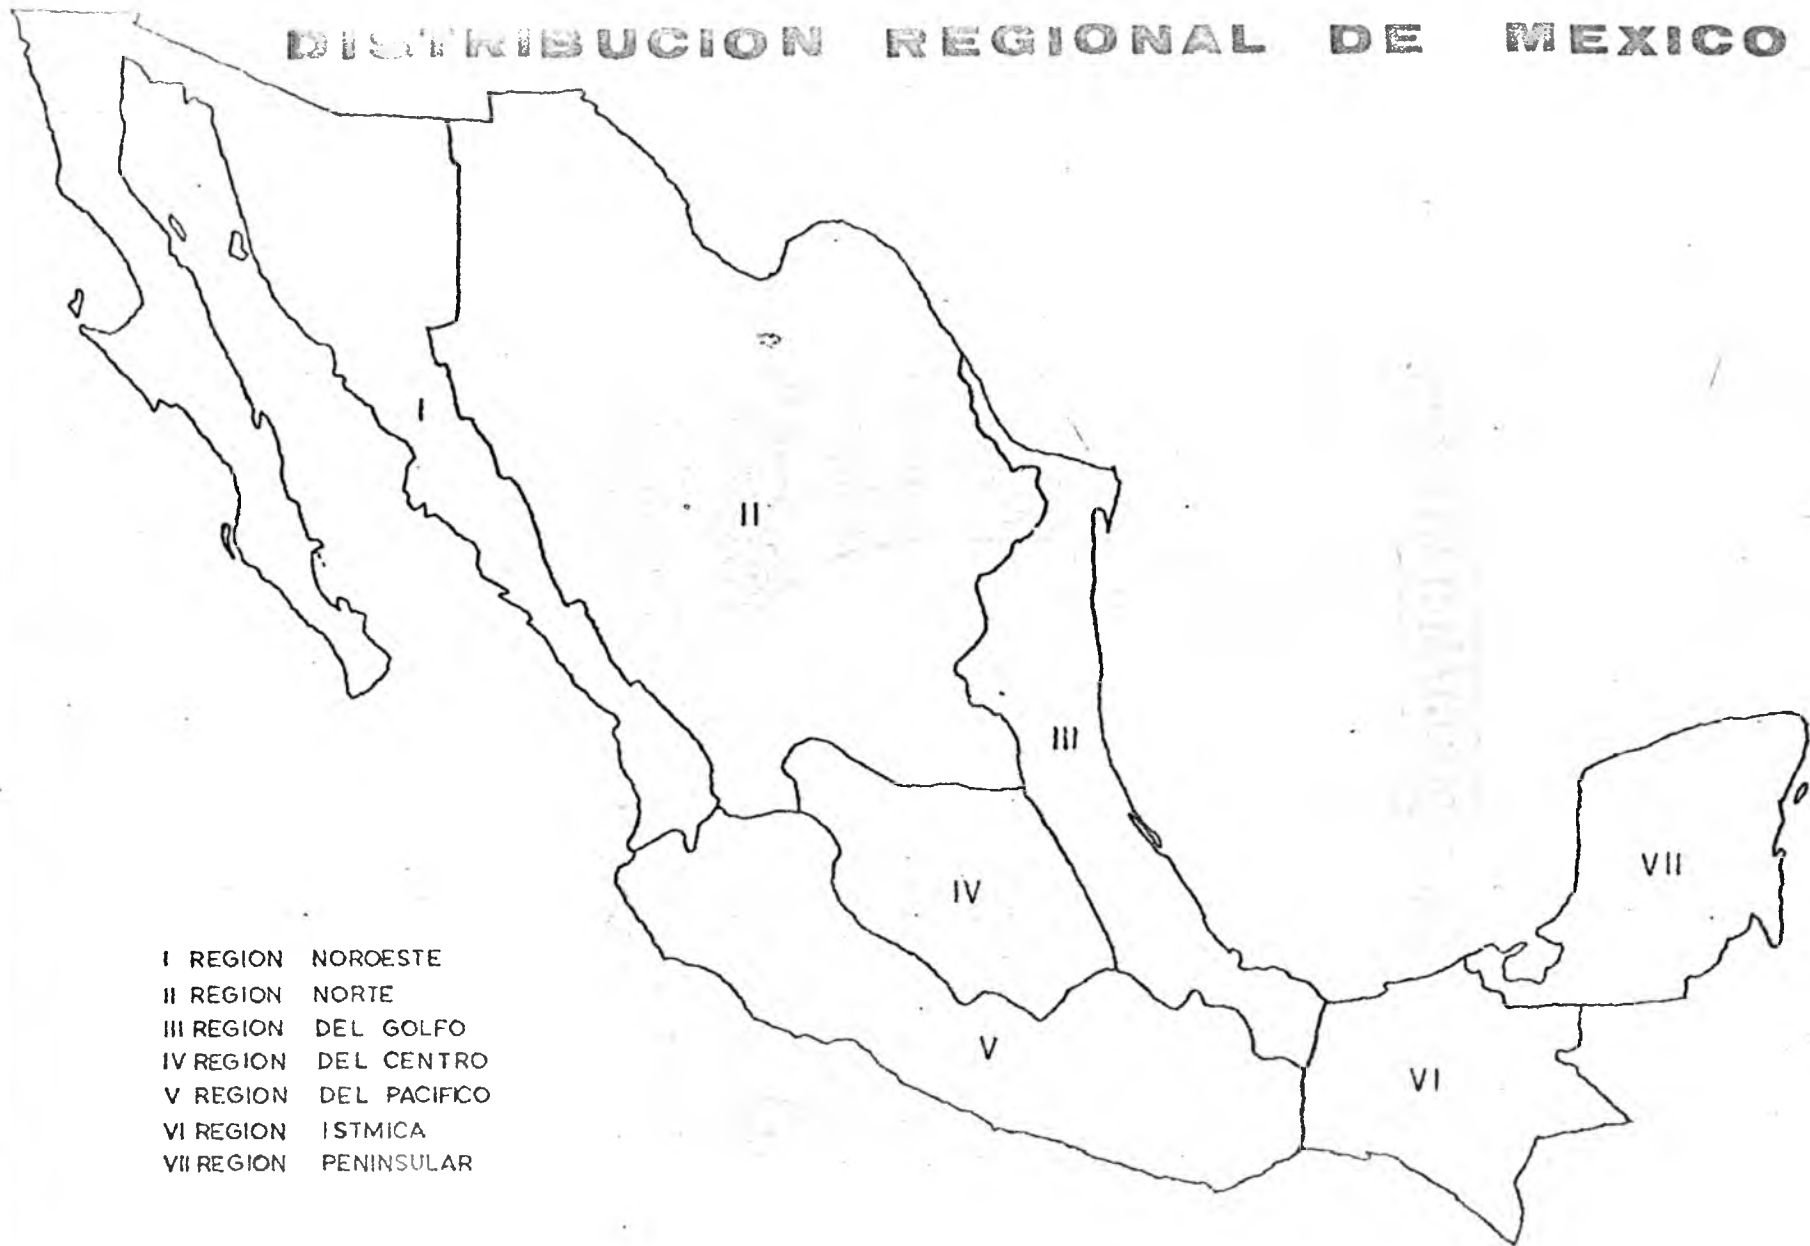 DISTRIBUCION REGIONAL DE MEXICO
I
II
III
IV
V
VI
VII
I REGION NOROESTE
II REGION NORTE
III REGION DEL GOLFO
IV REGION DEL CENTRO
V REGION DEL PACIFICO
VI REGION ISTMICA
VII REGION PENINSULAR